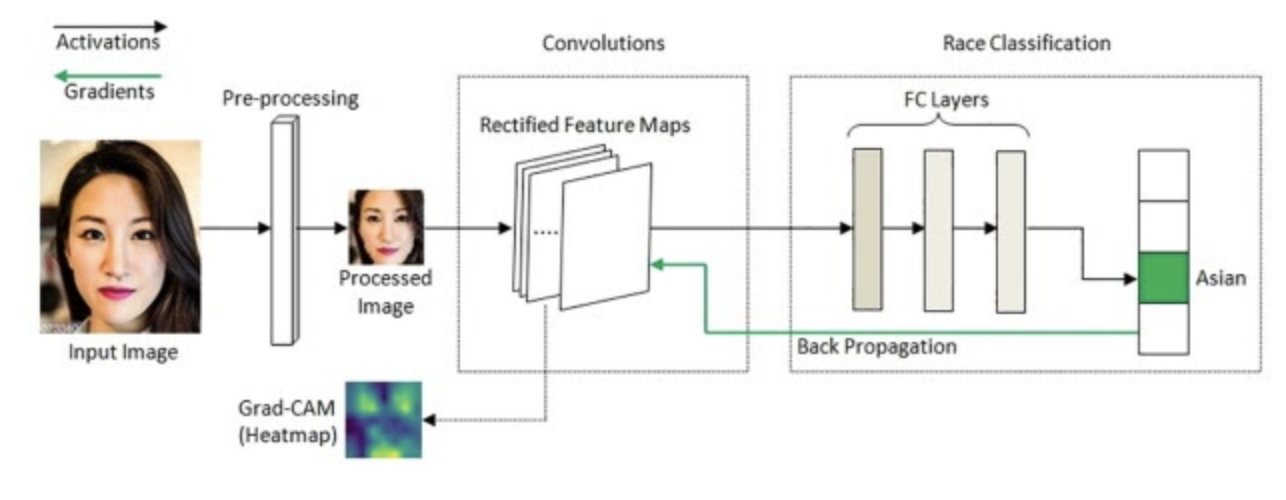 Activations
Gradients
Convolutions
Race Classification
Pre-processing
FC Layers
Rectified Feature Maps
.....
Processed
Image
Input Image
Asian
Back Propagation
Grad-CAM
(Heatmap)